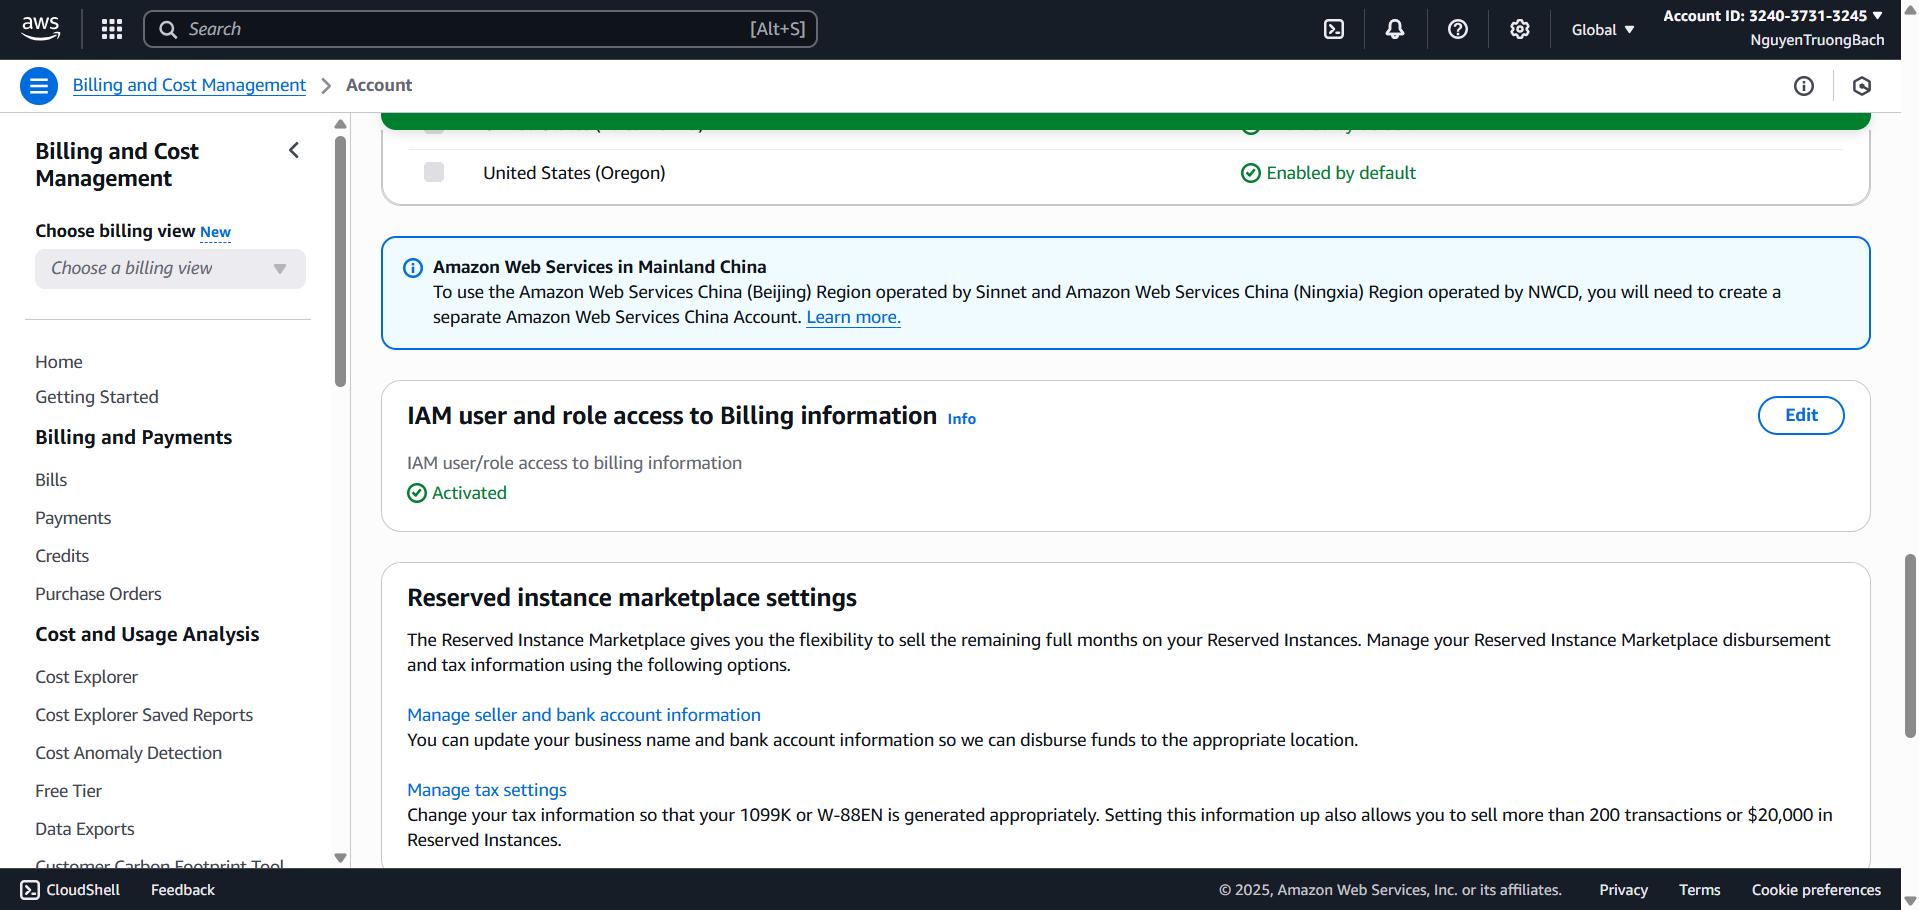 aws
Search
[Alt+S]
Global
Account ID: 3240-3731-3245
NguyenTruongBach
Billing and Cost Management
Account
Billing and Cost
Management
Choose billing view New
Choose a billing view
Home
Getting Started
Billing and Payments
Bills
Payments
Credits
Purchase Orders
Cost and Usage Analysis
Cost Explorer
Cost Explorer Saved Reports
Cost Anomaly Detection
Free Tier
Data Exports
Customer Carbon Footprint Tool
United States (Oregon)
Enabled by default
Amazon Web Services in Mainland China
To use the Amazon Web Services China (Beijing) Region operated by Sinnet and Amazon Web Services China (Ningxia) Region operated by NWCD, you will need to create a
separate Amazon Web Services China Account. Learn more.
IAM user and role access to Billing information Info
Edit
IAM user/role access to billing information
Activated
Reserved instance marketplace settings
The Reserved Instance Marketplace gives you the flexibility to sell the remaining full months on your Reserved Instances. Manage your Reserved Instance Marketplace disbursement
and tax information using the following options.
Manage seller and bank account information
You can update your business name and bank account information so we can disburse funds to the appropriate location.
Manage tax settings
Change your tax information so that your 1099K or W-88EN is generated appropriately. Setting this information up also allows you to sell more than 200 transactions or $20,000 in
Reserved Instances.
CloudShell
Feedback
© 2025, Amazon Web Services, Inc. or its affiliates.
Privacy
Terms
Cookie preferences